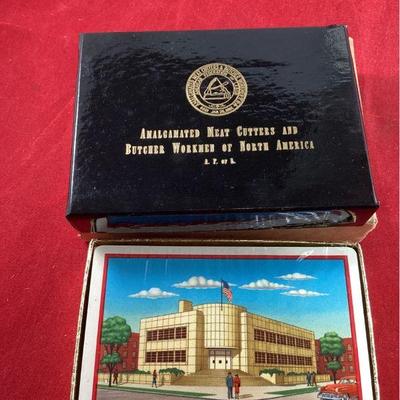 Amalgamated Meat Cutters and
Butcher Workmen of North America
A. F. of L.